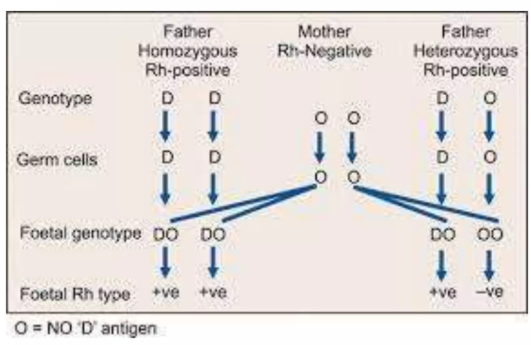 Father Mother Father
Homozygous Rh-Negative Heterozygous
Rh-positive Rh-positive
Genotype D D D O
O O
Germ cells D D D O
O O
Foetal genotype DO DO DO OO
Foetal Rh type +ve +ve +ve –ve
O = NO 'D' antigen